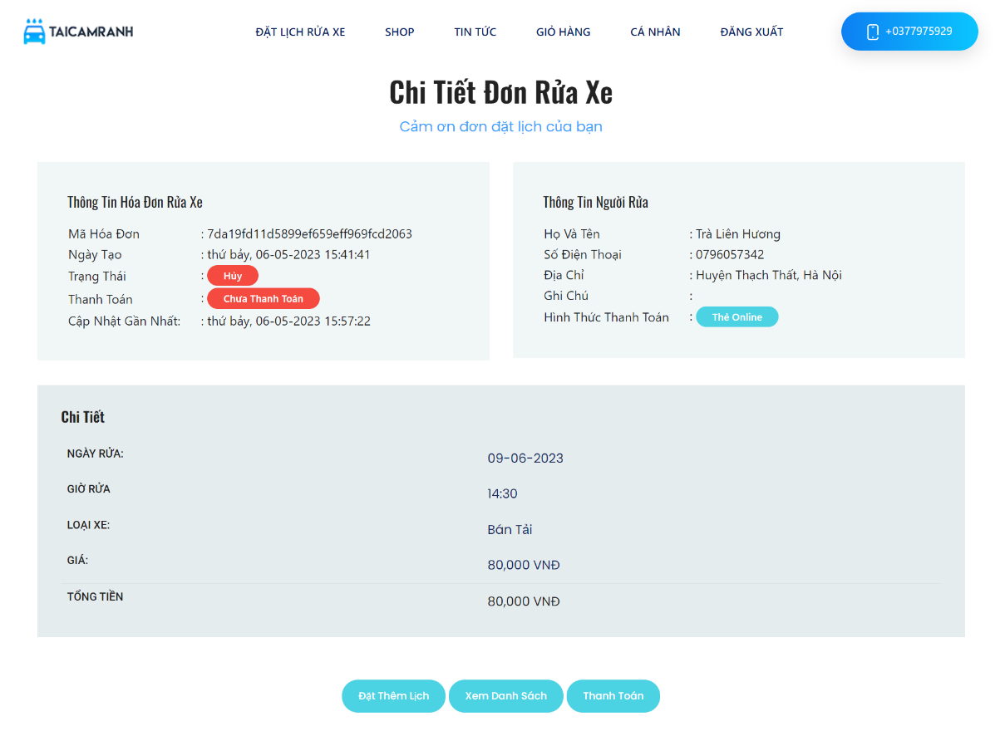 TAICAMRANH
ĐẶT LỊCH RỬA XE SHOP TIN TỨC GIỎ HÀNG CÁ NHÂN ĐĂNG XUẤT
+0377975929
Chi Tiết Đơn Rửa Xe
Cảm ơn đơn đặt lịch của bạn
Thông Tin Hóa Đơn Rửa Xe
Mã Hóa Đơn : 7da19fd11d5899ef659eff969fcd2063
Ngày Tạo : thứ bảy, 06-05-2023 15:41:41
Trạng Thái : Hủy
Thanh Toán : Chưa Thanh Toán
Cập Nhật Gần Nhất: : thứ bảy, 06-05-2023 15:57:22
Thông Tin Người Rửa
Họ Và Tên : Trà Liên Hương
Số Điện Thoại : 0796057342
Địa Chỉ : Huyện Thạch Thất, Hà Nội
Ghi Chú :
Hình Thức Thanh Toán : Thẻ Online
Chi Tiết
NGÀY RỬA: 09-06-2023
GIỜ RỬA 14:30
LOẠI XE: Bán Tải
GIÁ: 80,000 VNĐ
TỔNG TIỀN 80,000 VNĐ
Đặt Thêm Lịch Xem Danh Sách Thanh Toán